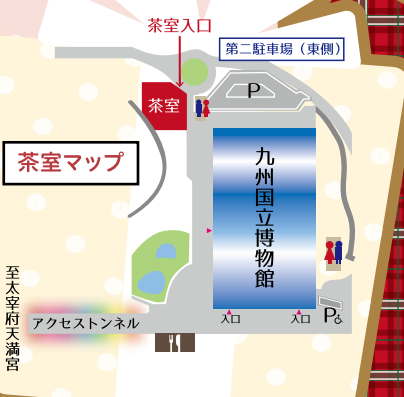 茶室入口
第二駐車場（東側）
P
茶室
茶室マップ
九州国立博物館
至太宰府天満宮
アクセストンネル
入口
入口
P